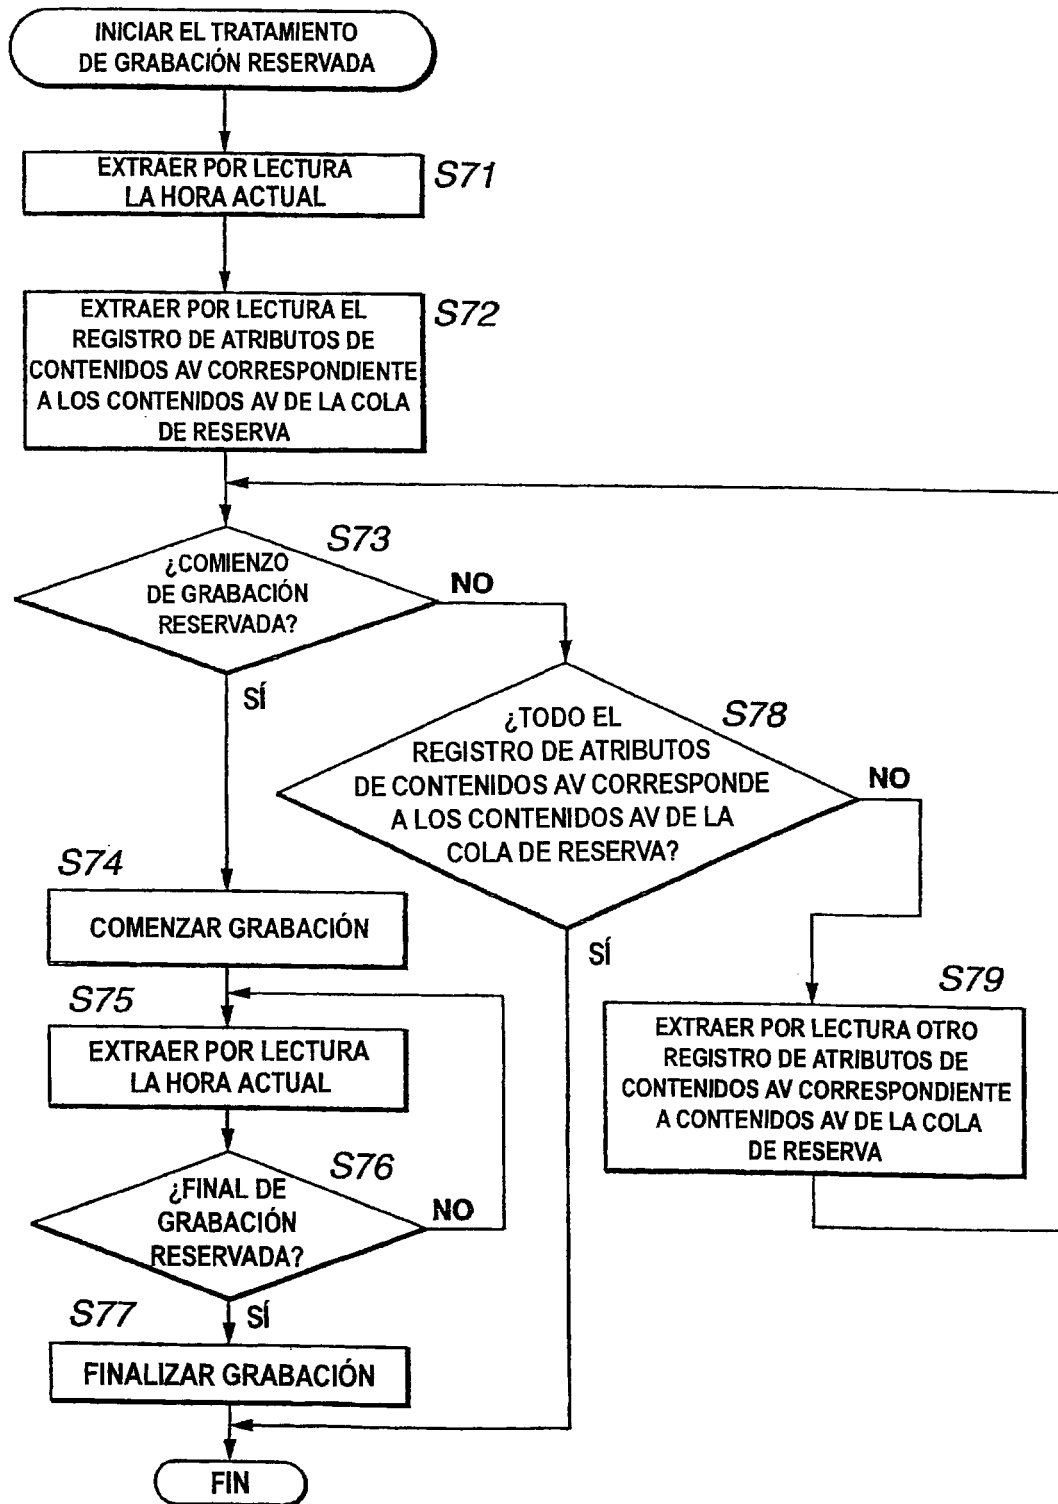 INICIAR EL TRATAMIENTO
DE GRABACIÓN RESERVADA
EXTRAER POR LECTURA
LA HORA ACTUAL
S71
EXTRAER POR LECTURA EL
REGISTRO DE ATRIBUTOS DE
CONTENIDOS AV CORRESPONDIENTE
A LOS CONTENIDOS AV DE LA COLA
DE RESERVA
S72
S73
¿COMIENZO
DE GRABACIÓN
RESERVADA?
NO
SÍ
S78
¿TODO EL
REGISTRO DE ATRIBUTOS
DE CONTENIDOS AV CORRESPONDE
A LOS CONTENIDOS AV DE LA
COLA DE RESERVA?
NO
SÍ
S74
COMENZAR GRABACIÓN
S75
EXTRAER POR LECTURA
LA HORA ACTUAL
S79
EXTRAER POR LECTURA OTRO
REGISTRO DE ATRIBUTOS DE
CONTENIDOS AV CORRESPONDIENTE
A CONTENIDOS AV DE LA COLA
DE RESERVA
S76
¿FINAL DE
GRABACIÓN
RESERVADA?
NO
SÍ
S77
FINALIZAR GRABACIÓN
FIN